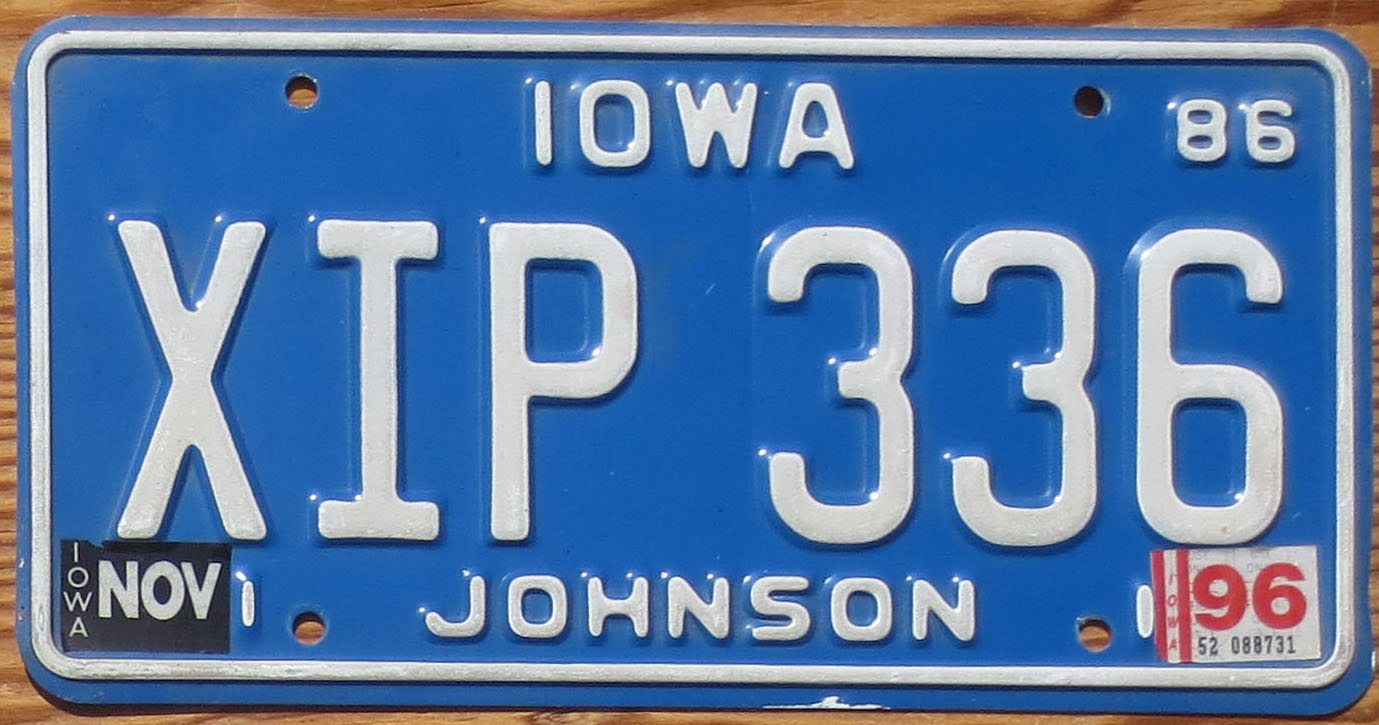 IOWA 86
XIP 336
IOWA NOV JOHNSON IOWA 96
52 088731